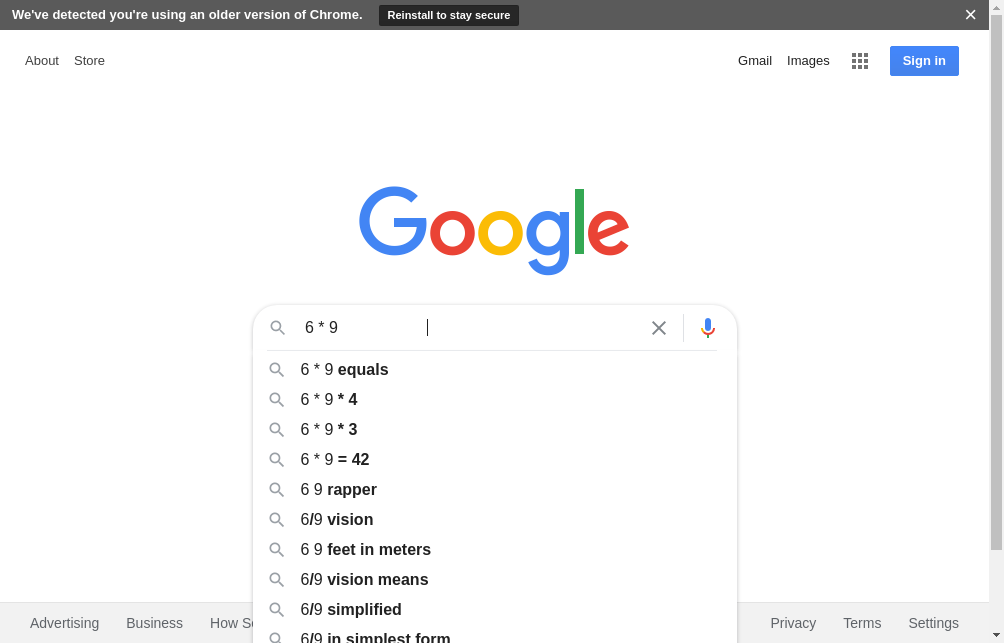 We've detected you're using an older version of Chrome. Reinstall to stay secure
About Store Gmail Images Sign in
Google
6 * 9
6 * 9 equals
6 * 9 * 4
6 * 9 * 3
6 * 9 = 42
6 9 rapper
6/9 vision
6 9 feet in meters
6/9 vision means
6/9 simplified
6/9 in simplest form
Advertising Business How Privacy Terms Settings